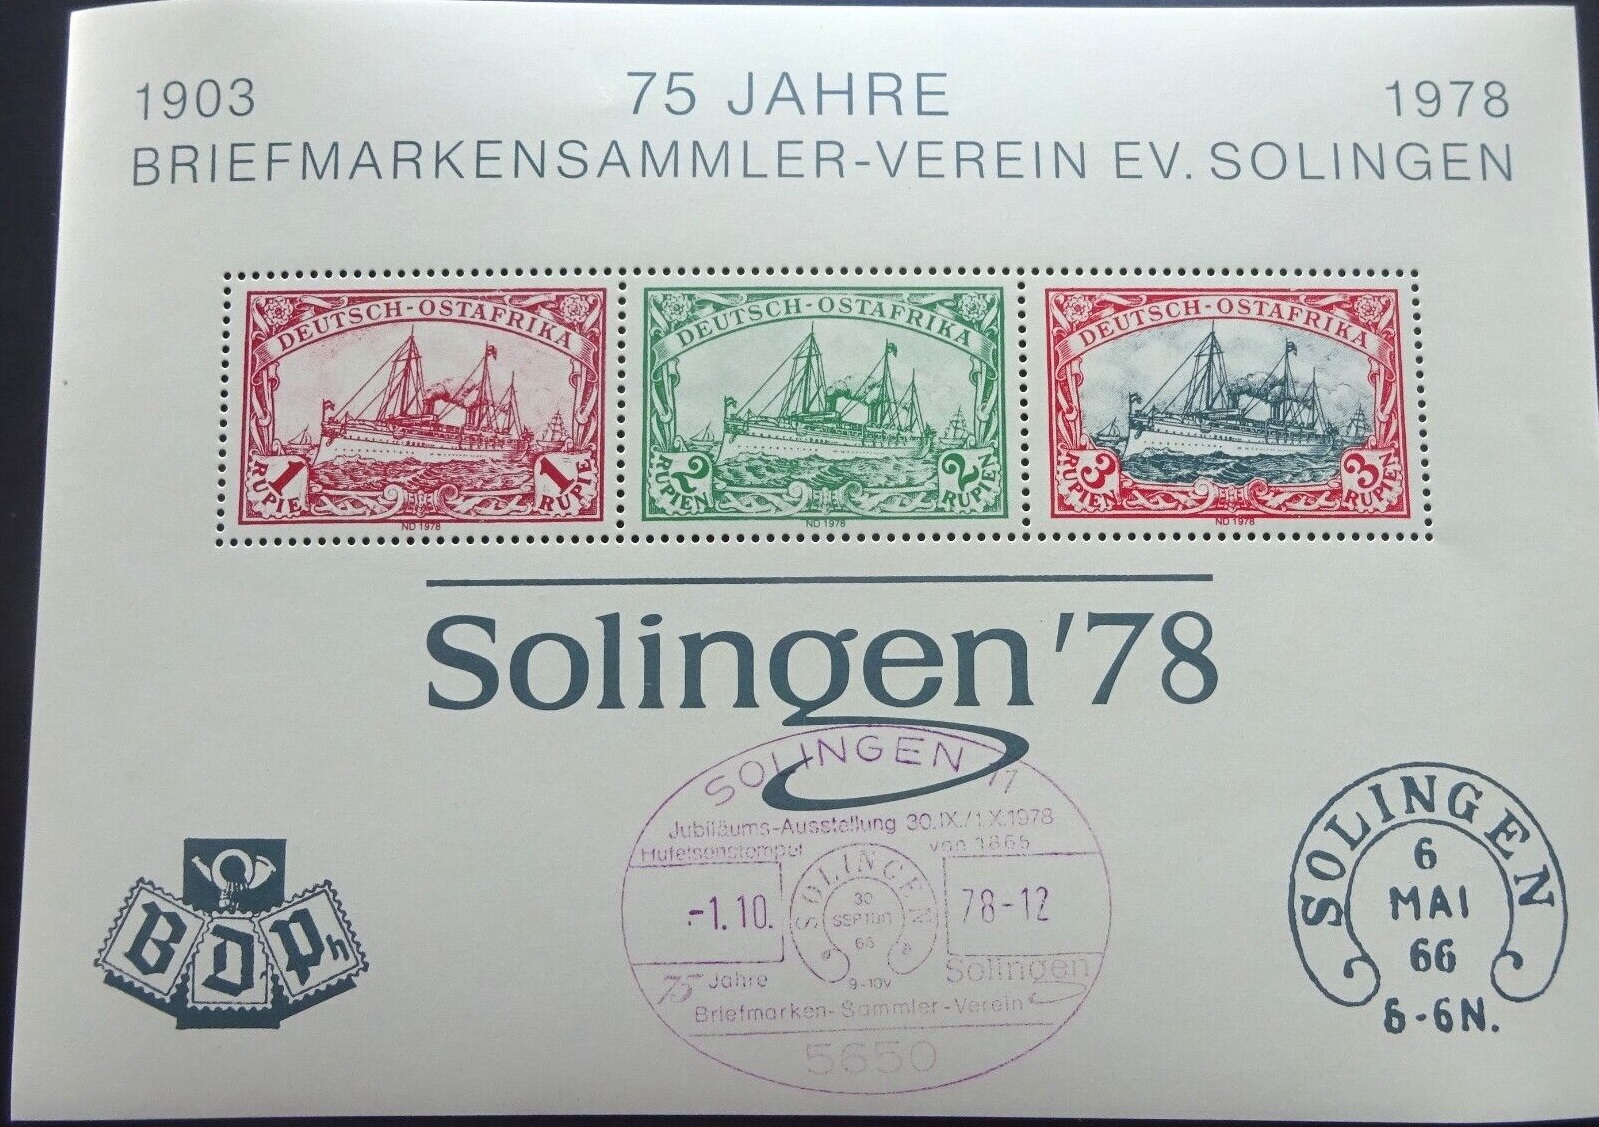 1903 75 JAHRE 1978
BRIEFMARKENSAMMLER-VEREIN EV. SOLINGEN
DEUTSCH-OSTAFRIKA
1 RUPIE 1 RUPIE
ND 1978
DEUTSCH-OSTAFRIKA
2 RUPIEN 2 RUPIEN
ND 1978
DEUTSCH-OSTAFRIKA
3 RUPIEN 3 RUPIEN
ND 1978
Solingen '78
SOLINGEN 11
Jubiläums-Ausstellung 30.IX./1.X.1978
Hufeisenstempel von 1865
-1.10. 78-12
SOLINGEN
30
66
9-10V
75 Jahre Solingen
Briefmarken-Sammler-Verein
5650
BDPh
SOLINGEN
6
MAI
66
6-6N.